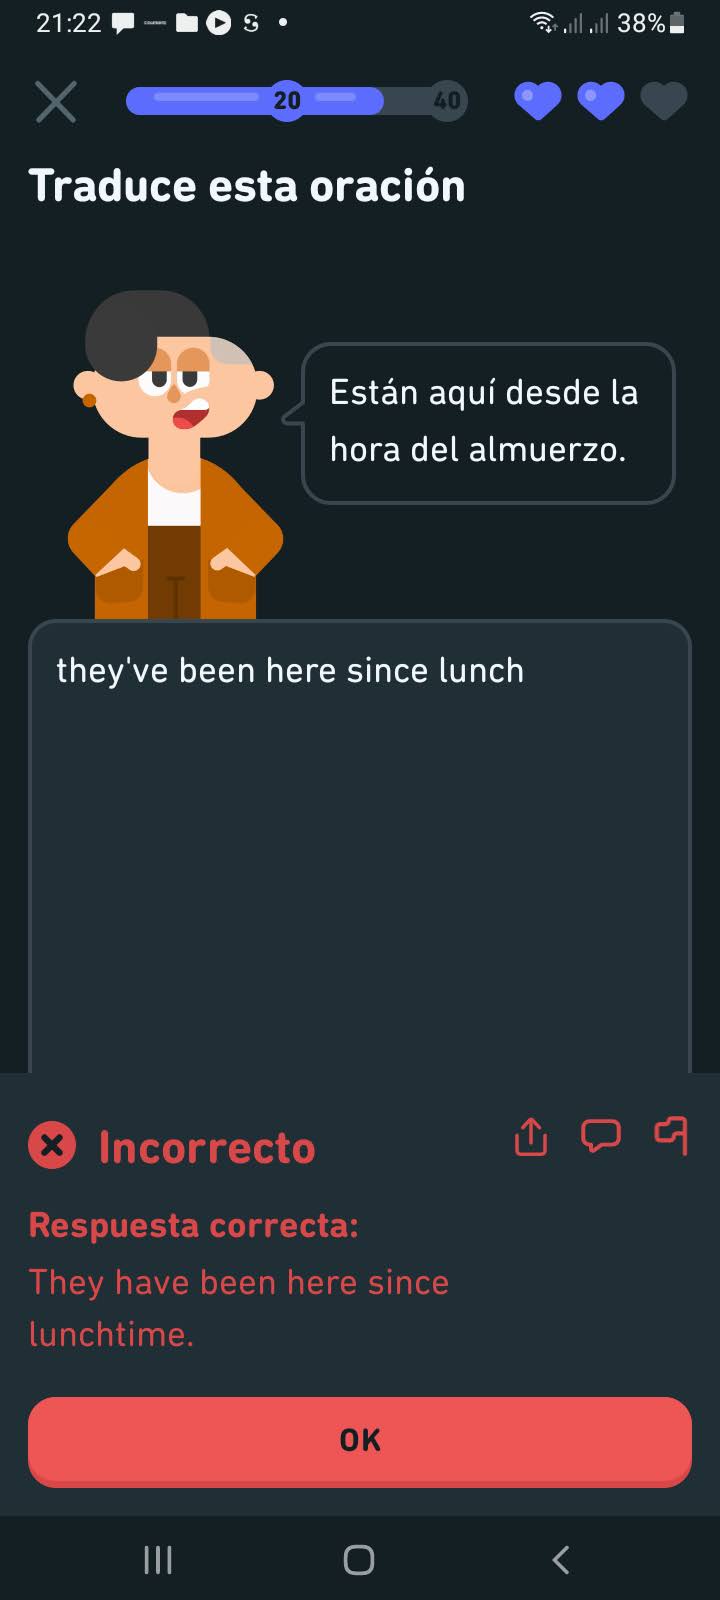 21:22
38%
20
40
Traduce esta oración
Están aquí desde la
hora del almuerzo.
they've been here since lunch
Incorrecto
Respuesta correcta:
They have been here since
lunchtime.
OK